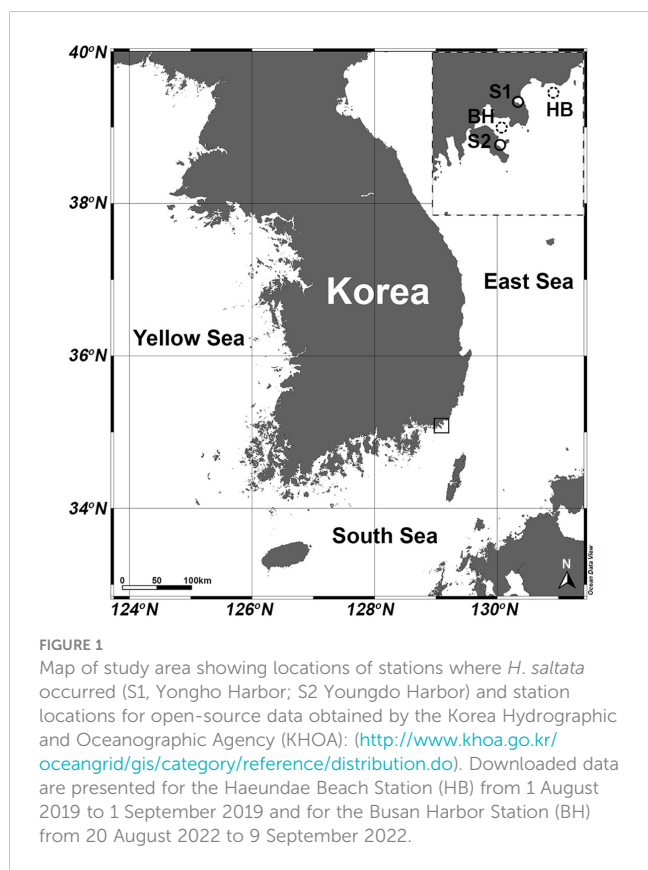 40°N
S1
BH
HB
S2
38°N
Korea
East Sea
Yellow Sea
36°N
34°N
South Sea
N
0 50 100km
Ocean Data View
124°N 126°N 128°N 130°N
FIGURE 1
Map of study area showing locations of stations where H. saltata
occurred (S1, Yongho Harbor; S2 Youngdo Harbor) and station
locations for open-source data obtained by the Korea Hydrographic
and Oceanographic Agency (KHOA): (http://www.khoa.go.kr/
oceangrid/gis/category/reference/distribution.do). Downloaded data
are presented for the Haeundae Beach Station (HB) from 1 August
2019 to 1 September 2019 and for the Busan Harbor Station (BH)
from 20 August 2022 to 9 September 2022.